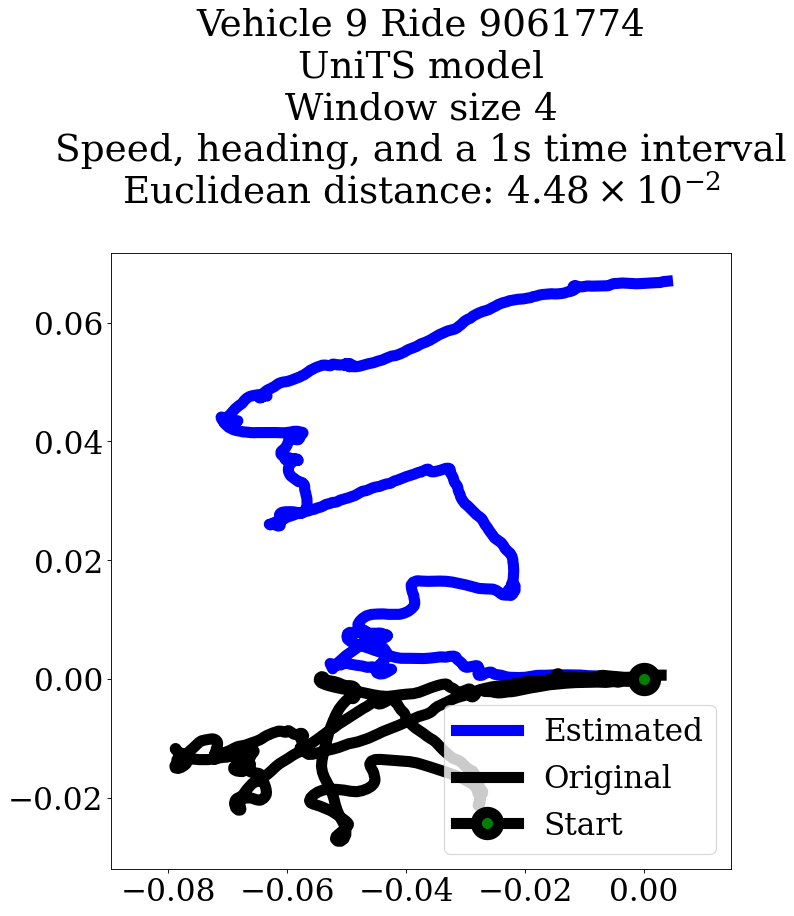 Vehicle 9 Ride 9061774
UniTS model
Window size 4
Speed, heading, and a 1s time interval
Euclidean distance: 4.48 × 10⁻²
0.06
0.04
0.02
0.00
−0.02
Estimated
Original
Start
−0.08 −0.06 −0.04 −0.02 0.00